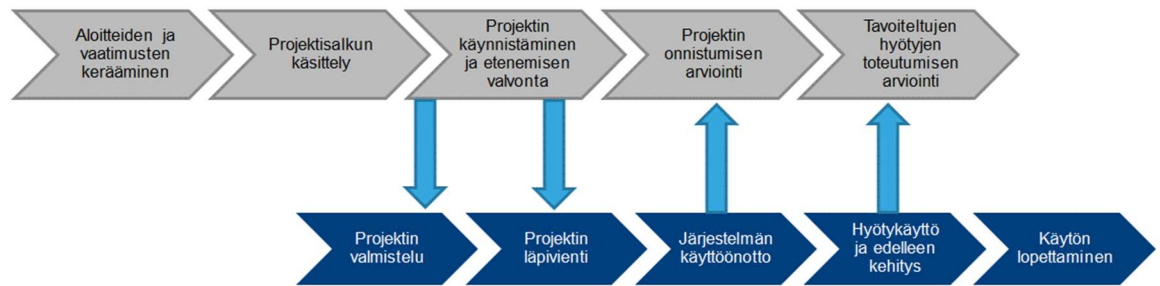 Aloitteiden ja
vaatimusten
kerääminen
Projektisalkun
käsittely
Projektin
käynnistäminen
ja etenemisen
valvonta
Projektin
onnistumisen
arviointi
Tavoiteltujen
hyötyjen
toteutumisen
arviointi
Projektin
valmistelu
Projektin
läpivienti
Järjestelmän
käyttöönotto
Hyötykäyttö
ja edelleen
kehitys
Käytön
lopettaminen